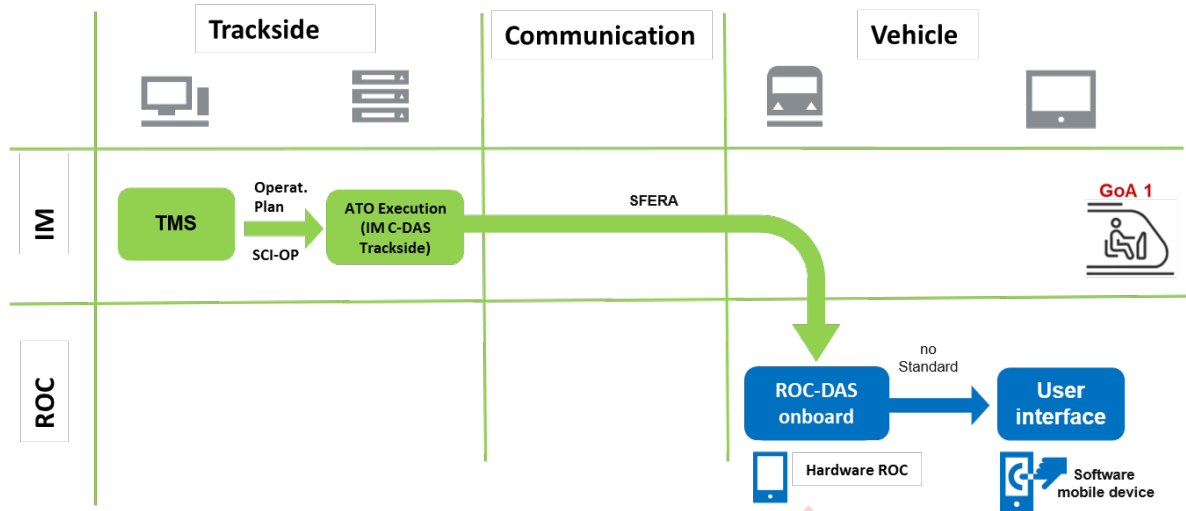 Trackside
Communication
Vehicle
IM
TMS
Operat.
Plan
SCI-OP
ATO Execution
(IM C-DAS
Trackside)
SFERA
GoA 1
ROC
ROC-DAS
onboard
no
Standard
User
interface
Hardware ROC
Software
mobile device